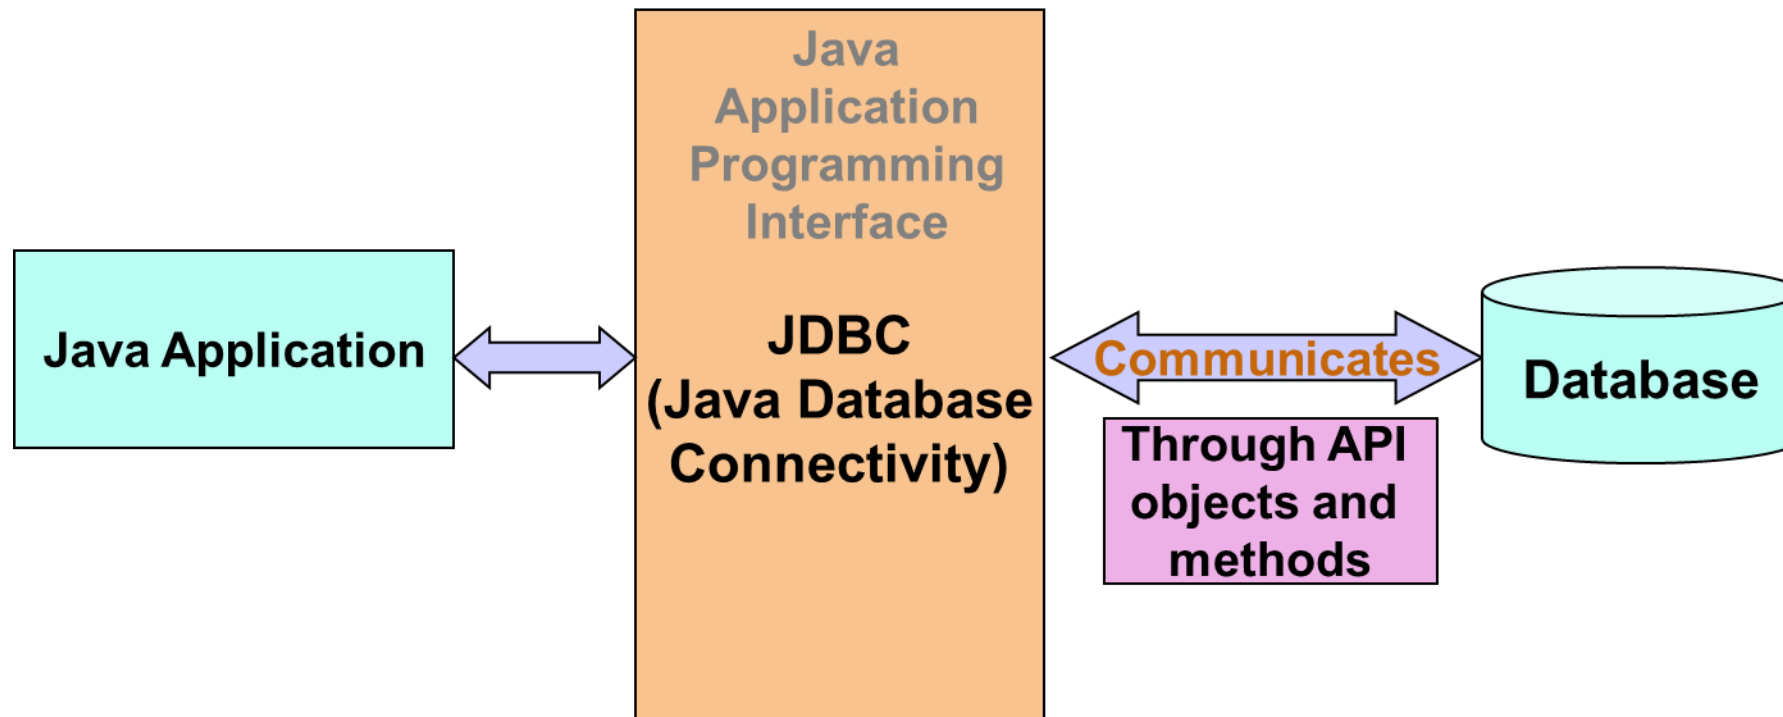 Java
Application
Programming
Interface
Java Application
JDBC
(Java Database
Connectivity)
Communicates
Through API
objects and
methods
Database